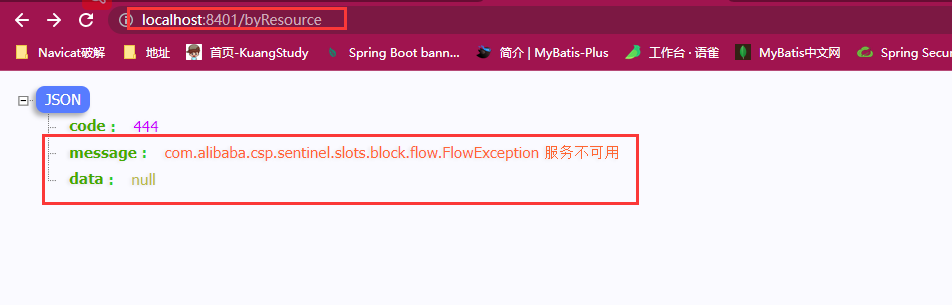 localhost:8401/byResource
Navicat破解 地址 首页-KuangStudy Spring Boot bann... 简介 | MyBatis-Plus 工作台 · 语雀 MyBatis中文网 Spring Secur
JSON
code : 444
message : com.alibaba.csp.sentinel.slots.block.flow.FlowException 服务不可用
data : null